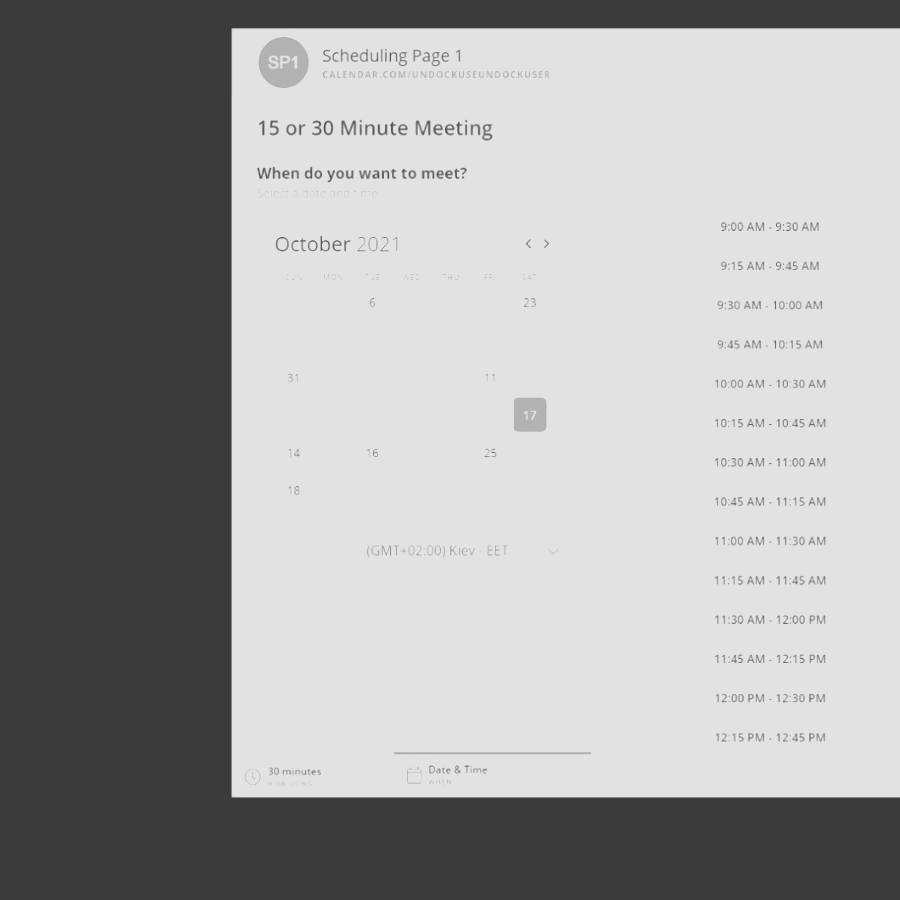 SP1
Scheduling Page 1
CALENDAR.COM/UNDOCKUSEUNDOCKUSER
15 or 30 Minute Meeting
When do you want to meet?
Select a date and time
October 2021
SUN MON TUE WED THU FRI SAT
6 23
31 11
17
14 16 25
18
(GMT+02:00) Kiev - EET
9:00 AM - 9:30 AM
9:15 AM - 9:45 AM
9:30 AM - 10:00 AM
9:45 AM - 10:15 AM
10:00 AM - 10:30 AM
10:15 AM - 10:45 AM
10:30 AM - 11:00 AM
10:45 AM - 11:15 AM
11:00 AM - 11:30 AM
11:15 AM - 11:45 AM
11:30 AM - 12:00 PM
11:45 AM - 12:15 PM
12:00 PM - 12:30 PM
12:15 PM - 12:45 PM
30 minutes
HOW LONG
Date & Time
WHEN